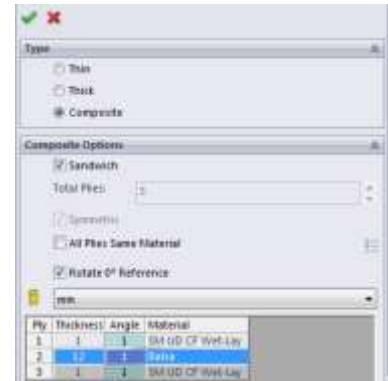 Type
Thin
Thick
Composite
Composite Options
Sandwich
Total Plies: 3
Symmetric
All Plies Same Material
Rotate 0° Reference
mm
Ply Thickness Angle Material
1 1 1 SM UD CF Wet-Lay
2 12 1 Balsa
3 1 1 SM UD CF Wet-Lay